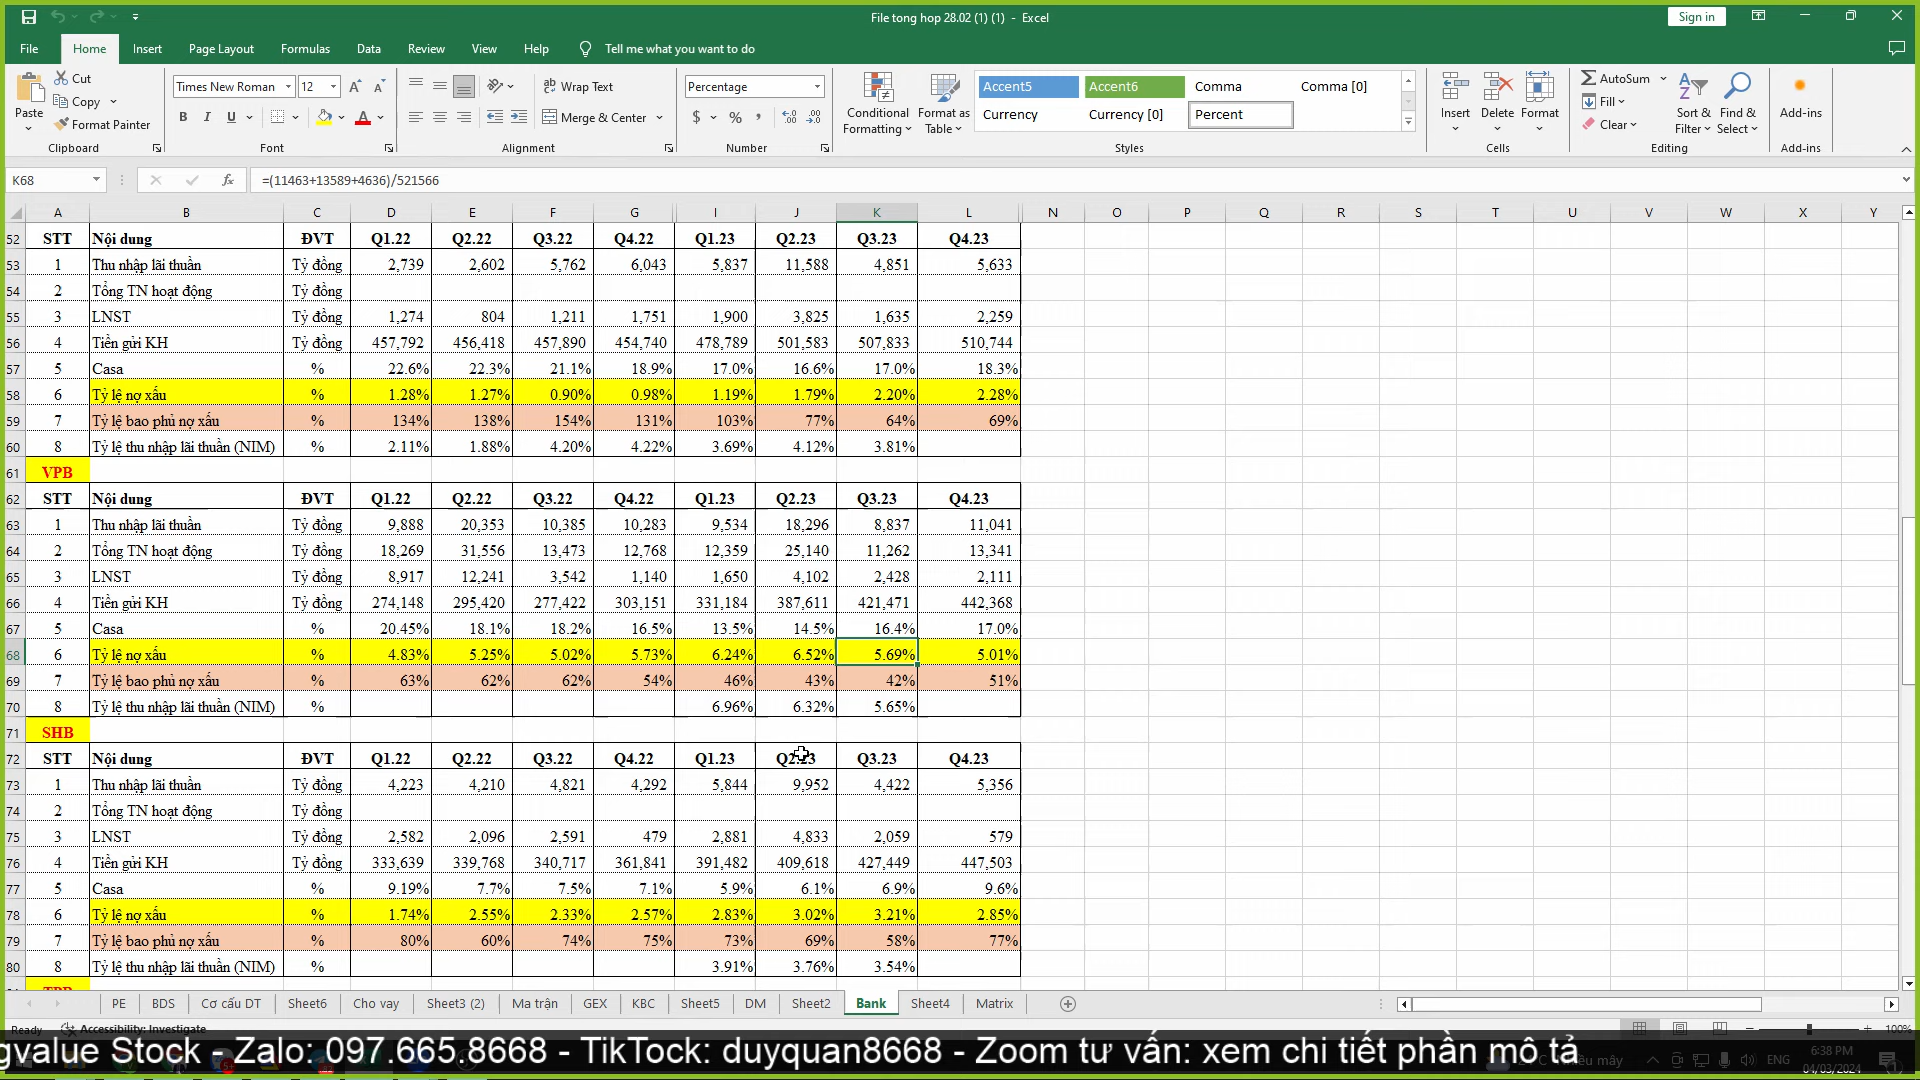 File tong hop 28.02 (1) (1) - Excel
Sign in
File Home Insert Page Layout Formulas Data Review View Help Tell me what you want to do
Paste Cut Copy Format Painter Clipboard
Times New Roman 12 B I U Font
Wrap Text Merge & Center Alignment
Percentage $ % Number
Conditional Formatting Format as Table
Accent5 Accent6 Comma Comma [0]
Currency Currency [0] Percent
Styles
Insert Delete Format Cells
AutoSum Fill Clear Sort & Filter Find & Select Editing
Add-ins Add-ins
K68 fx =(11463+13589+4636)/521566
A B C D E F G I J K L N O P Q R S T U V W X Y
52 STT Nội dung ĐVT Q1.22 Q2.22 Q3.22 Q4.22 Q1.23 Q2.23 Q3.23 Q4.23
53 1 Thu nhập lãi thuần Tỷ đồng 2,739 2,602 5,762 6,043 5,837 11,588 4,851 5,633
54 2 Tổng TN hoạt động Tỷ đồng
55 3 LNST Tỷ đồng 1,274 804 1,211 1,751 1,900 3,825 1,635 2,259
56 4 Tiền gửi KH Tỷ đồng 457,792 456,418 457,890 454,740 478,789 501,583 507,833 510,744
57 5 Casa % 22.6% 22.3% 21.1% 18.9% 17.0% 16.6% 17.0% 18.3%
58 6 Tỷ lệ nợ xấu % 1.28% 1.27% 0.90% 0.98% 1.19% 1.79% 2.20% 2.28%
59 7 Tỷ lệ bao phủ nợ xấu % 134% 138% 154% 131% 103% 77% 64% 69%
60 8 Tỷ lệ thu nhập lãi thuần (NIM) % 2.11% 1.88% 4.20% 4.22% 3.69% 4.12% 3.81%
61 VPB
62 STT Nội dung ĐVT Q1.22 Q2.22 Q3.22 Q4.22 Q1.23 Q2.23 Q3.23 Q4.23
63 1 Thu nhập lãi thuần Tỷ đồng 9,888 20,353 10,385 10,283 9,534 18,296 8,837 11,041
64 2 Tổng TN hoạt động Tỷ đồng 18,269 31,556 13,473 12,768 12,359 25,140 11,262 13,341
65 3 LNST Tỷ đồng 8,917 12,241 3,542 1,140 1,650 4,102 2,428 2,111
66 4 Tiền gửi KH Tỷ đồng 274,148 295,420 277,422 303,151 331,184 387,611 421,471 442,368
67 5 Casa % 20.45% 18.1% 18.2% 16.5% 13.5% 14.5% 16.4% 17.0%
68 6 Tỷ lệ nợ xấu % 4.83% 5.25% 5.02% 5.73% 6.24% 6.52% 5.69% 5.01%
69 7 Tỷ lệ bao phủ nợ xấu % 63% 62% 62% 54% 46% 43% 42% 51%
70 8 Tỷ lệ thu nhập lãi thuần (NIM) % 6.96% 6.32% 5.65%
71 SHB
72 STT Nội dung ĐVT Q1.22 Q2.22 Q3.22 Q4.22 Q1.23 Q2.23 Q3.23 Q4.23
73 1 Thu nhập lãi thuần Tỷ đồng 4,223 4,210 4,821 4,292 5,844 9,952 4,422 5,356
74 2 Tổng TN hoạt động Tỷ đồng
75 3 LNST Tỷ đồng 2,582 2,096 2,591 479 2,881 4,833 2,059 579
76 4 Tiền gửi KH Tỷ đồng 333,639 339,768 340,717 361,841 391,482 409,618 427,449 447,503
77 5 Casa % 9.19% 7.7% 7.5% 7.1% 5.9% 6.1% 6.9% 9.6%
78 6 Tỷ lệ nợ xấu % 1.74% 2.55% 2.33% 2.57% 2.83% 3.02% 3.21% 2.85%
79 7 Tỷ lệ bao phủ nợ xấu % 80% 60% 74% 75% 73% 69% 58% 77%
80 8 Tỷ lệ thu nhập lãi thuần (NIM) % 3.91% 3.76% 3.54%
PE BDS Cơ cấu DT Sheet6 Cho vay Sheet3 (2) Ma trận GEX KBC Sheet5 DM Sheet2 Bank Sheet4 Matrix
Ready Accessibility: Investigate 100%
gvalue Stock - Zalo: 097.665.8668 - TikTock: duyquan8668 - Zoom tư vấn: xem chi tiết phần mô tả
ENG 6:38 PM
04/03/2024